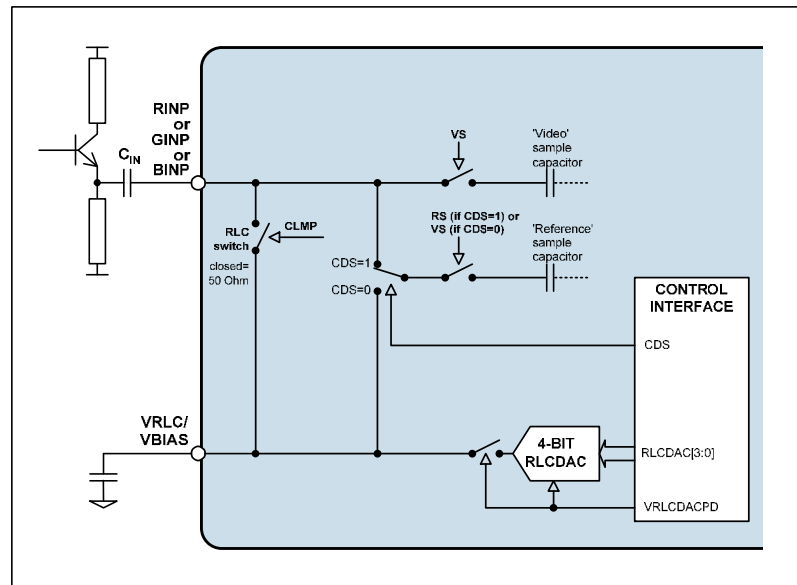 RINP
or
GINP
or
BINP
CIN
VS
'Video'
sample
capacitor
RLC
switch
closed=
50 Ohm
CLMP
RS (if CDS=1) or
VS (if CDS=0)
'Reference'
sample
capacitor
CDS=1
CDS=0
CONTROL
INTERFACE
CDS
VRLC/
VBIAS
4-BIT
RLCDAC
RLCDAC[3:0]
VRLCDACPD